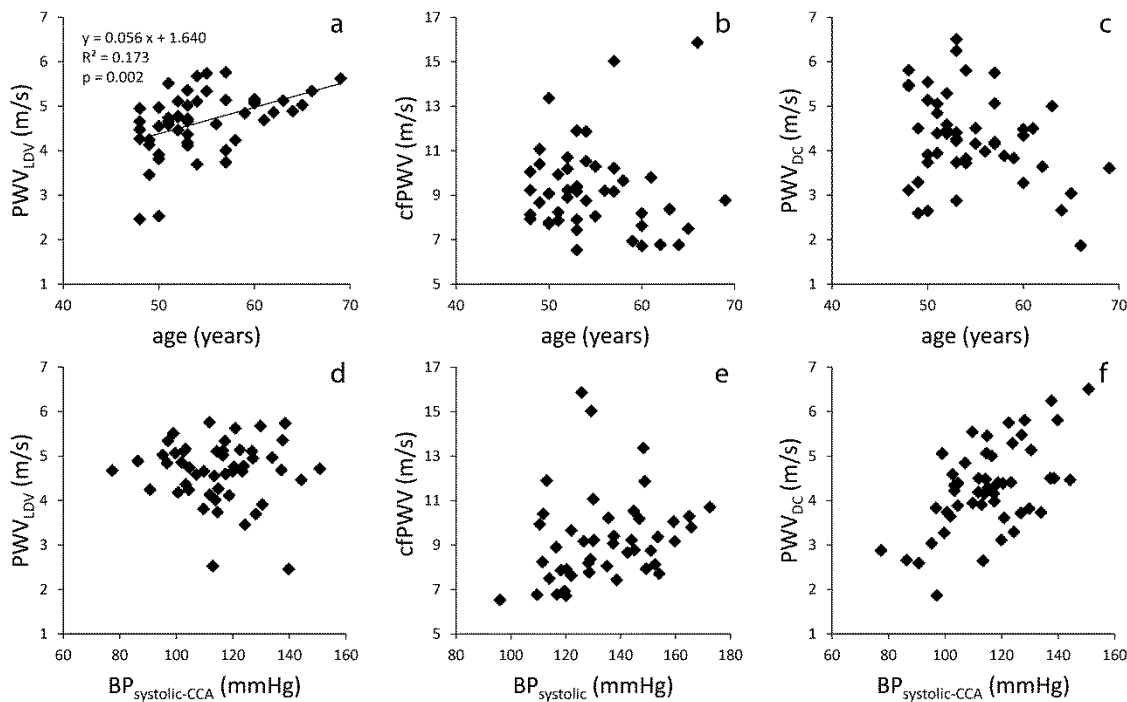 a
y = 0.056 x + 1.640
R² = 0.173
p = 0.002
PWV_LDV (m/s)
7
6
5
4
3
2
1
40 50 60 70
age (years)
b
cfPWV (m/s)
17
15
13
11
9
7
5
40 50 60 70
age (years)
c
PWV_DC (m/s)
7
6
5
4
3
2
1
40 50 60 70
age (years)
d
PWV_LDV (m/s)
7
6
5
4
3
2
1
60 80 100 120 140 160
BP_systolic-CCA (mmHg)
e
cfPWV (m/s)
17
15
13
11
9
7
5
80 100 120 140 160 180
BP_systolic (mmHg)
f
PWV_DC (m/s)
7
6
5
4
3
2
1
60 80 100 120 140 160
BP_systolic-CCA (mmHg)